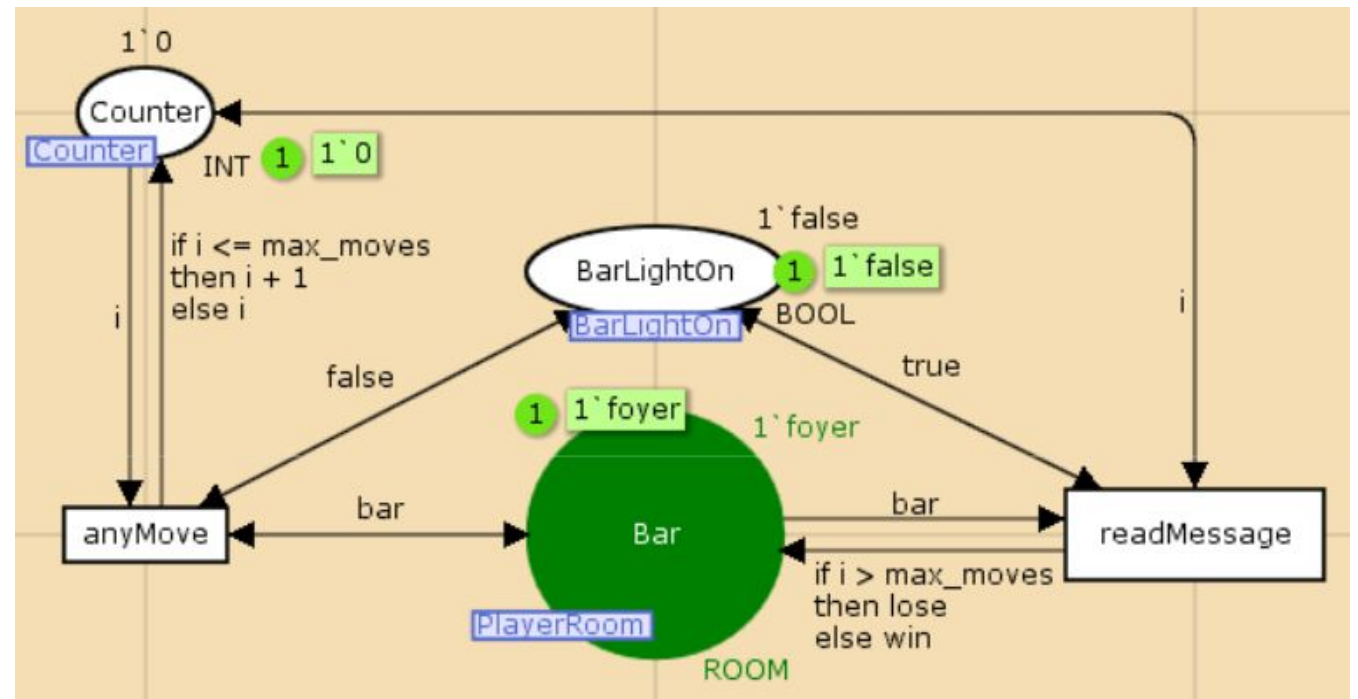 1`0
Counter
Counter
INT
1
1`0
if i <= max_moves
then i + 1
else i
i
1`false
BarLightOn
1
1`false
BarLightOn
BOOL
i
false
true
1
1`foyer
1`foyer
bar
bar
anyMove
Bar
readMessage
if i > max_moves
then lose
else win
PlayerRoom
ROOM